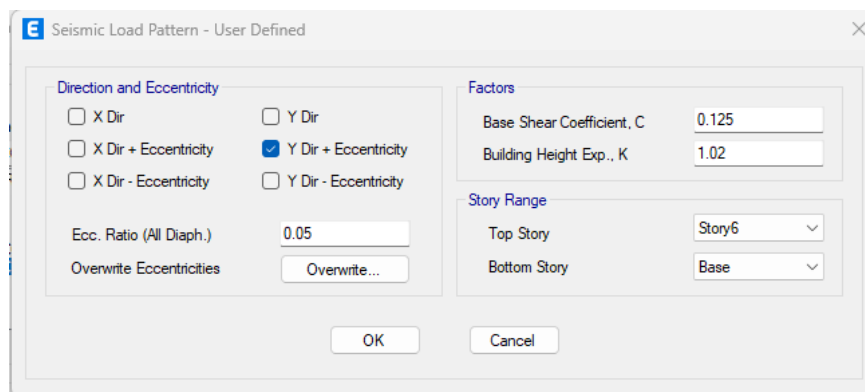 E Seismic Load Pattern - User Defined
Direction and Eccentricity
X Dir
Y Dir
X Dir + Eccentricity
Y Dir + Eccentricity
X Dir - Eccentricity
Y Dir - Eccentricity
Ecc. Ratio (All Diaph.) 0.05
Overwrite Eccentricities Overwrite...
Factors
Base Shear Coefficient, C 0.125
Building Height Exp., K 1.02
Story Range
Top Story Story6
Bottom Story Base
OK
Cancel